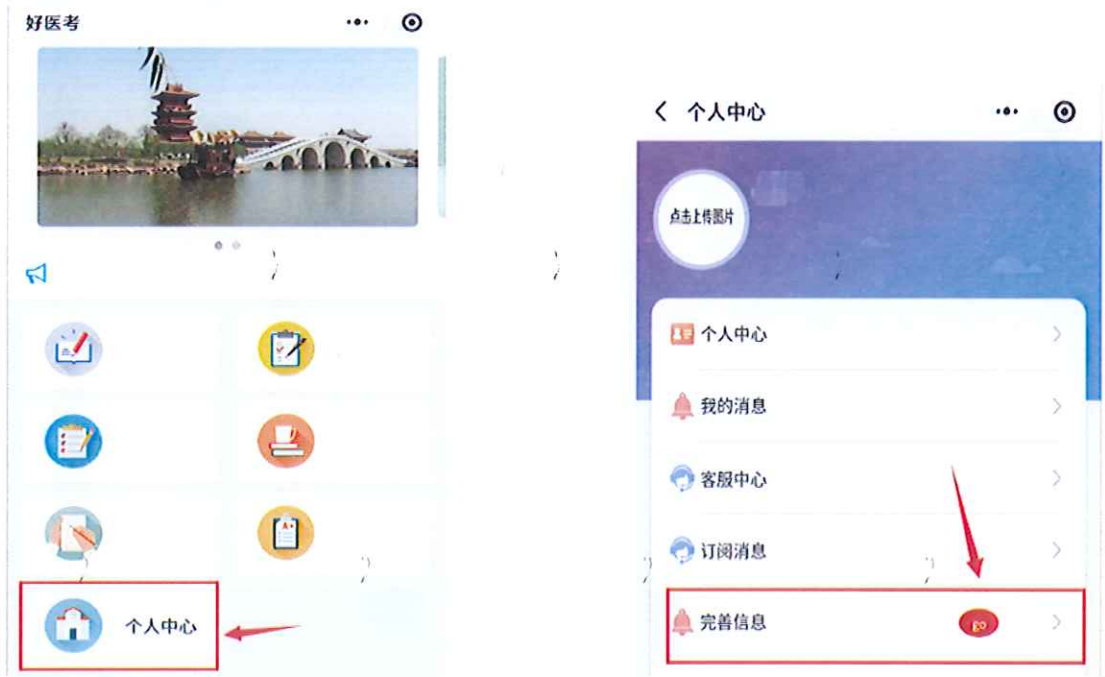 好医考
个人中心
个人中心
点击上传图片
个人中心
我的消息
客服中心
订阅消息
完善信息
go